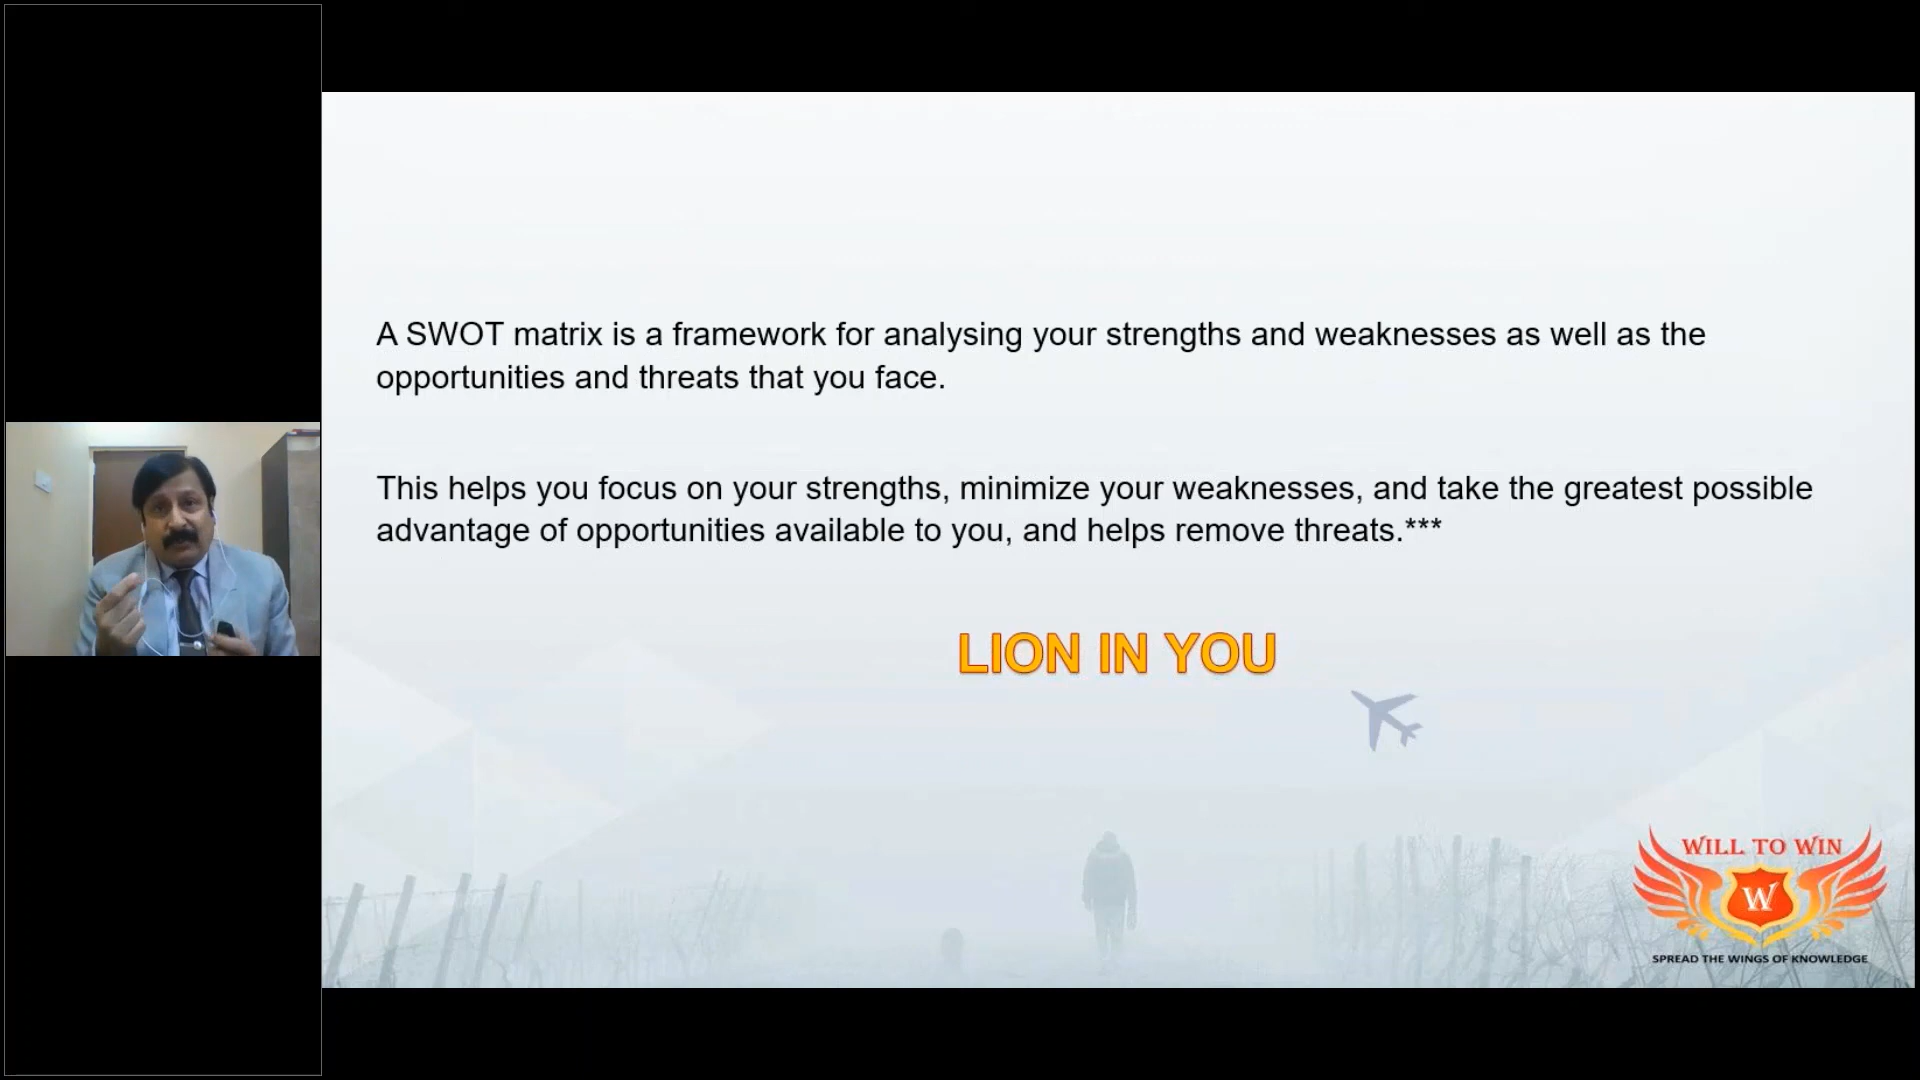 A SWOT matrix is a framework for analysing your strengths and weaknesses as well as the
opportunities and threats that you face.
This helps you focus on your strengths, minimize your weaknesses, and take the greatest possible
advantage of opportunities available to you, and helps remove threats.***
LION IN YOU
WILL TO WIN
W
SPREAD THE WINGS OF KNOWLEDGE